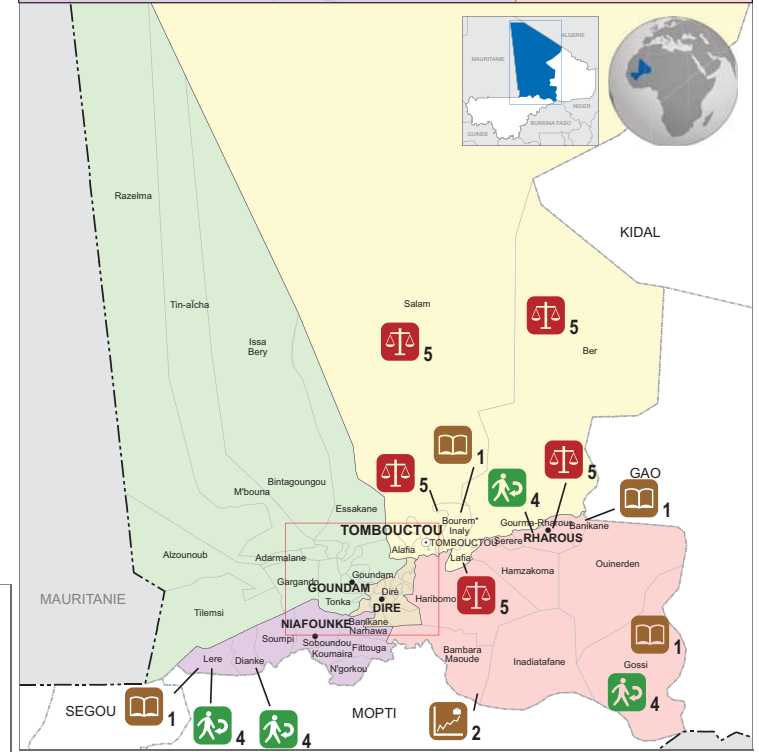 ALGERIE
MAURITANIE
NIGER
BURKINA FASO
GUINEE
Razelma
KIDAL
Tin-aÏcha
Salam
5
5
Issa
Bery
Ber
1
5
5
GAO
4
1
Bintagoungou
M'bouna
Essakane
Bourem*
Inaly
Gourma-Rharous
Banikane
TOMBOUCTOU
TOMBOUCTOU
Serere
RHAROUS
Alafia
Lafia
Alzounoub
Adarmalane
Hamzakoma
Ouinerden
Gargando
Goundam
GOUNDAM
Diré
DIRE
Tonka
Haribomo
5
MAURITANIE
Tilemsi
NIAFOUNKE
Banikane
Narhawa
Soumpi
Soboundou
Koumaira
Fittouga
N'gorkou
Lere
Dianke
Bambara
Maoude
Inadiatafane
1
Gossi
4
SEGOU
1
4
4
MOPTI
2